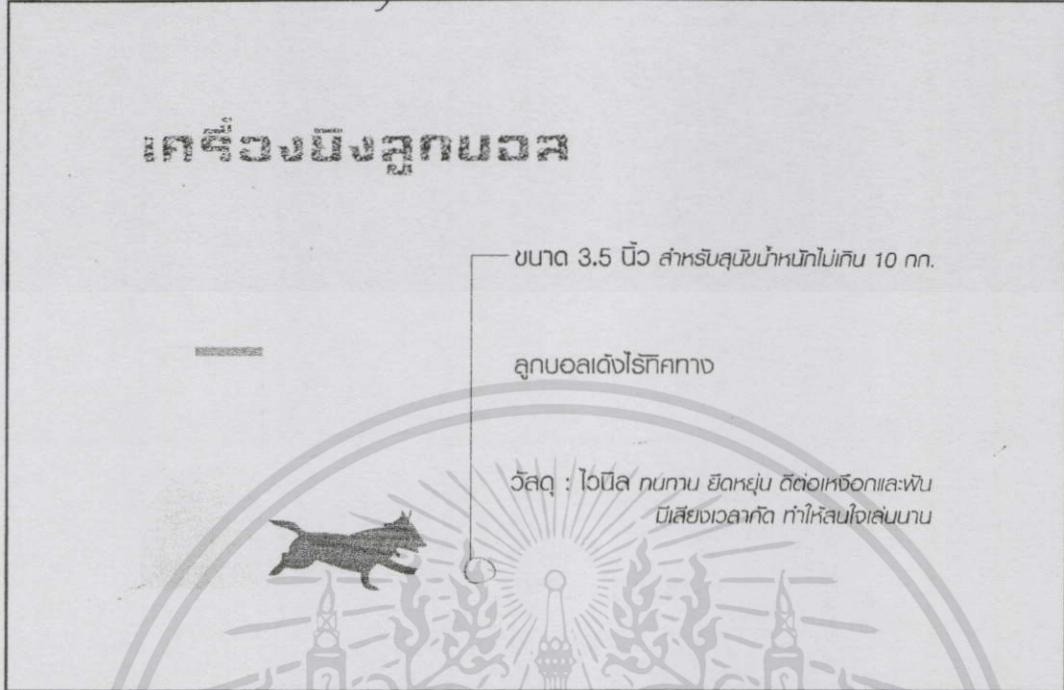 เครื่องยิงลูกบอล
ขนาด 3.5 นิ้ว สำหรับสุนัขน้ำหนักไม่เกิน 10 กก.
ลูกบอลเด้งไร้ทิศทาง
วัสดุ : ไวนิล ทนทาน ยืดหยุ่น ดีต่อเหงือกและฟัน
มีเสียงเวลากัด ทำให้สนใจเล่นนาน